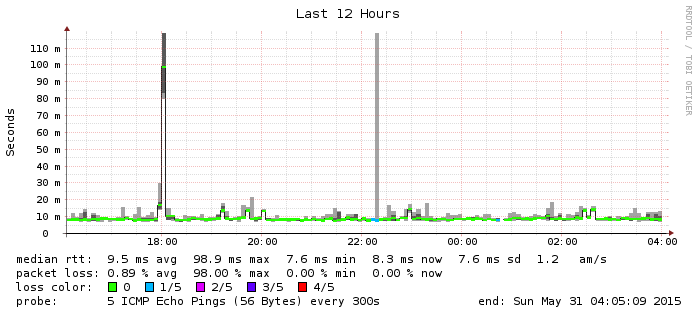 Last 12 Hours
RRDTOOL / TOBI OETIKER
Seconds
110 m
100 m
90 m
80 m
70 m
60 m
50 m
40 m
30 m
20 m
10 m
0
18:00 20:00 22:00 00:00 02:00 04:00
median rtt: 9.5 ms avg 98.9 ms max 7.6 ms min 8.3 ms now 7.6 ms sd 1.2 am/s
packet loss: 0.89 % avg 98.00 % max 0.00 % min 0.00 % now
loss color: 0 1/5 2/5 3/5 4/5
probe: 5 ICMP Echo Pings (56 Bytes) every 300s end: Sun May 31 04:05:09 2015